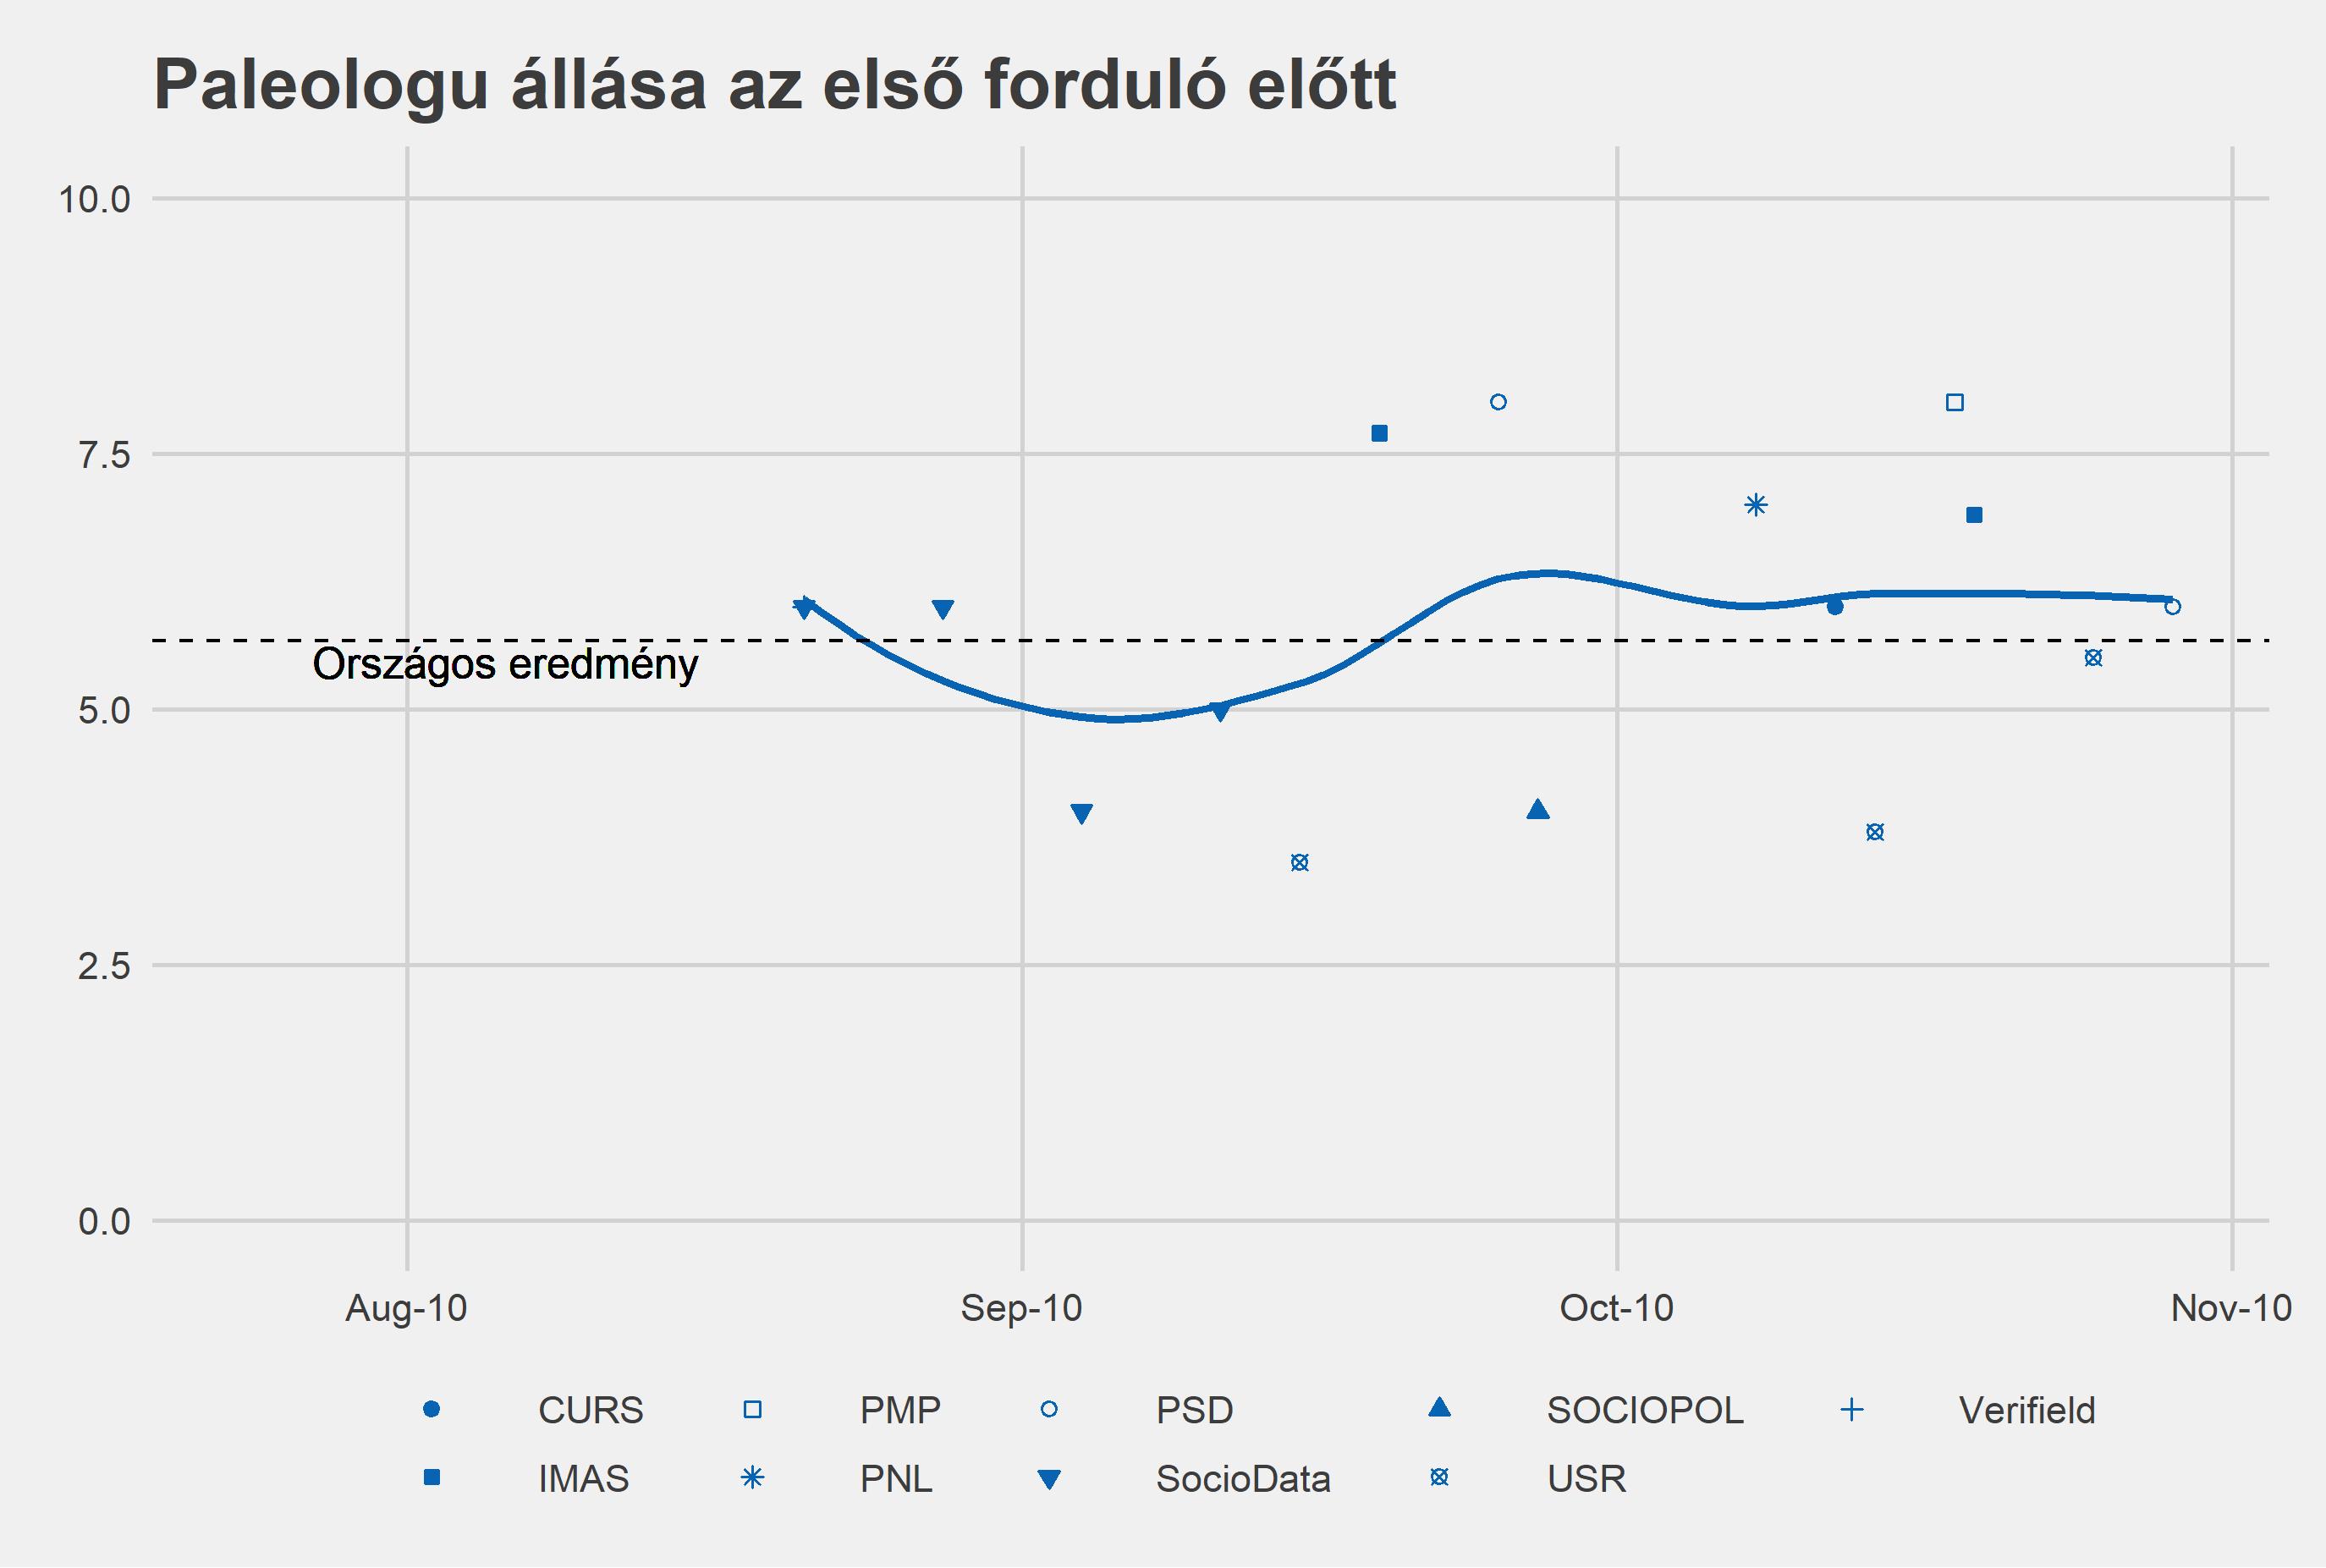 Paleologu állása az első forduló előtt
10.0
7.5
5.0
2.5
0.0
Országos eredmény
Aug-10 Sep-10 Oct-10 Nov-10
CURS PMP PSD SOCIOPOL Verifield
IMAS PNL SocioData USR